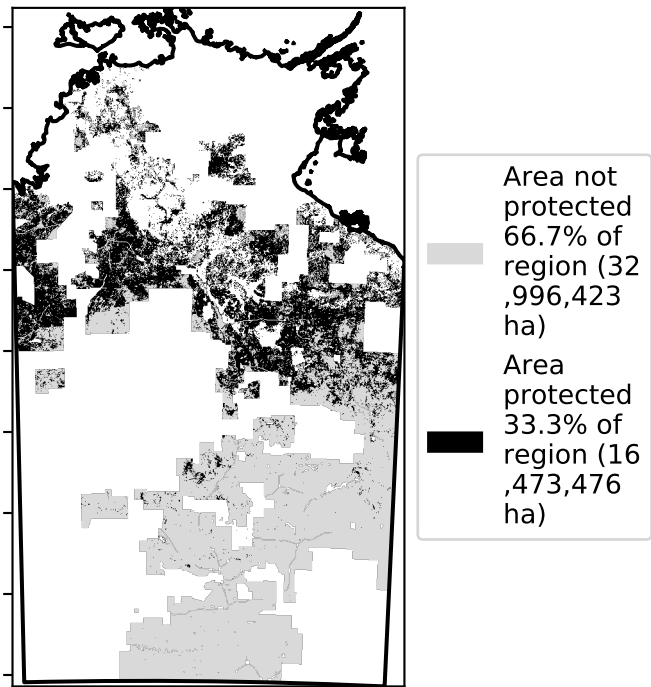 Area not
protected
66.7% of
region (32
,996,423
ha)
Area
protected
33.3% of
region (16
,473,476
ha)